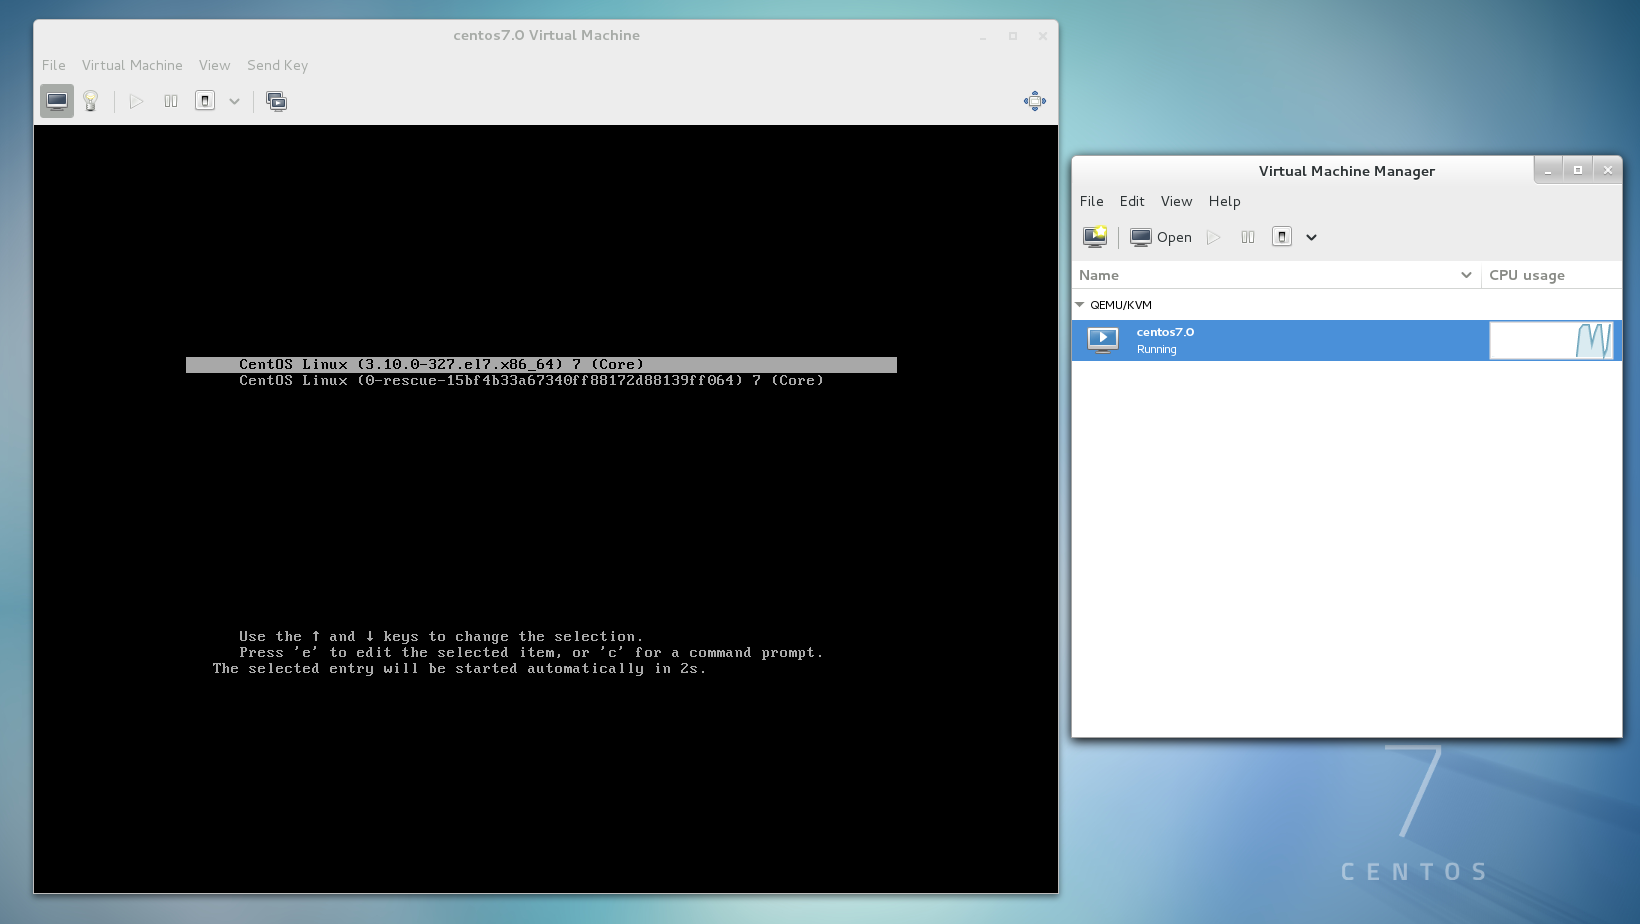 centos7.0 Virtual Machine
File Virtual Machine View Send Key
CentOS Linux (3.10.0-327.el7.x86_64) 7 (Core)
CentOS Linux (0-rescue-15bf4b33a67340ff88172d88139ff064) 7 (Core)
Use the ↑ and ↓ keys to change the selection.
Press 'e' to edit the selected item, or 'c' for a command prompt.
The selected entry will be started automatically in 2s.
Virtual Machine Manager
File Edit View Help
Open
Name CPU usage
QEMU/KVM
centos7.0
Running
7
CENTOS